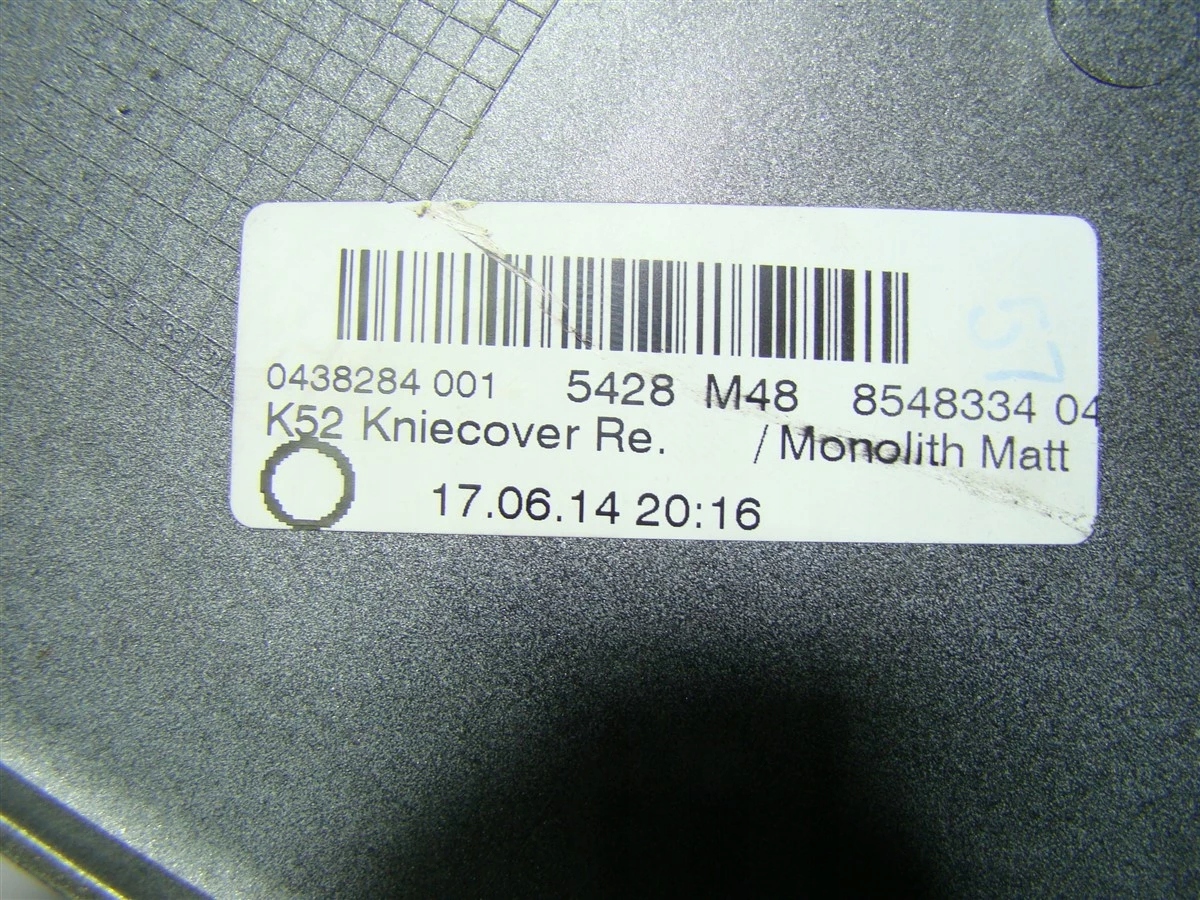 0438284 001 5428 M48 8548334 04
K52 Kniecover Re. / Monolith Matt
17.06.14 20:16